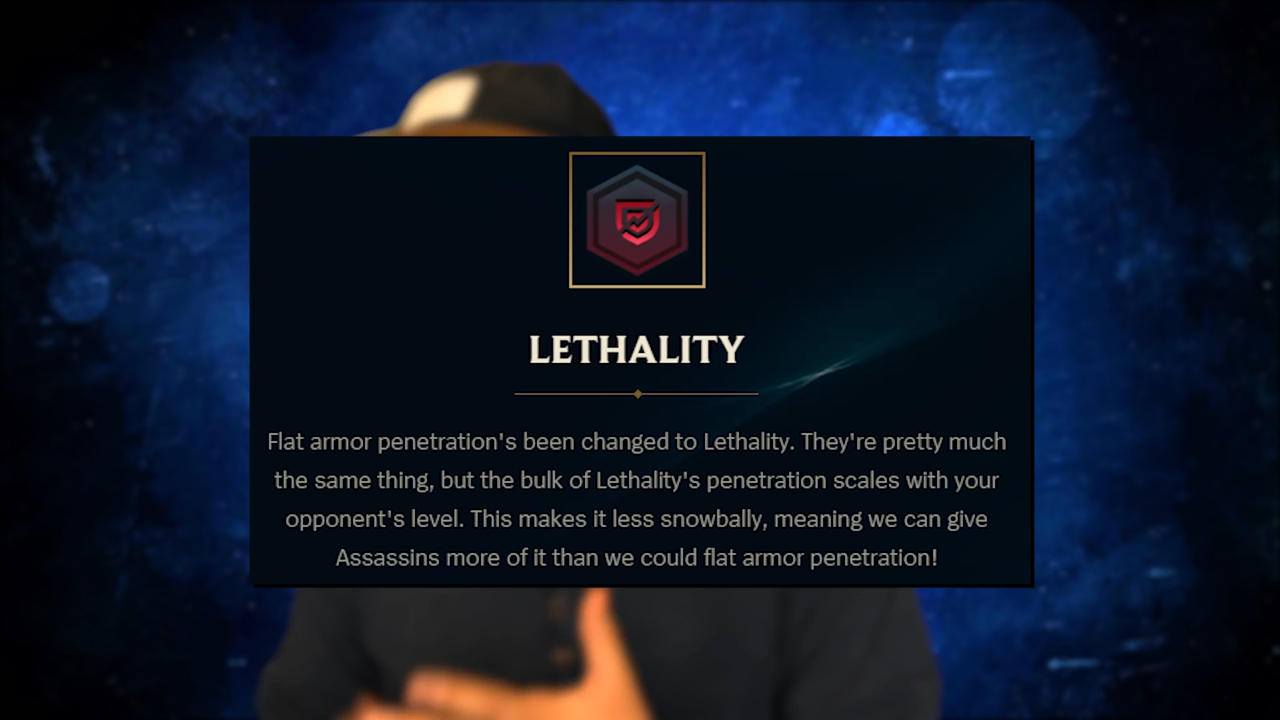 LETHALITY
Flat armor penetration's been changed to Lethality. They're pretty much
the same thing, but the bulk of Lethality's penetration scales with your
opponent's level. This makes it less snowbally, meaning we can give
Assassins more of it than we could flat armor penetration!